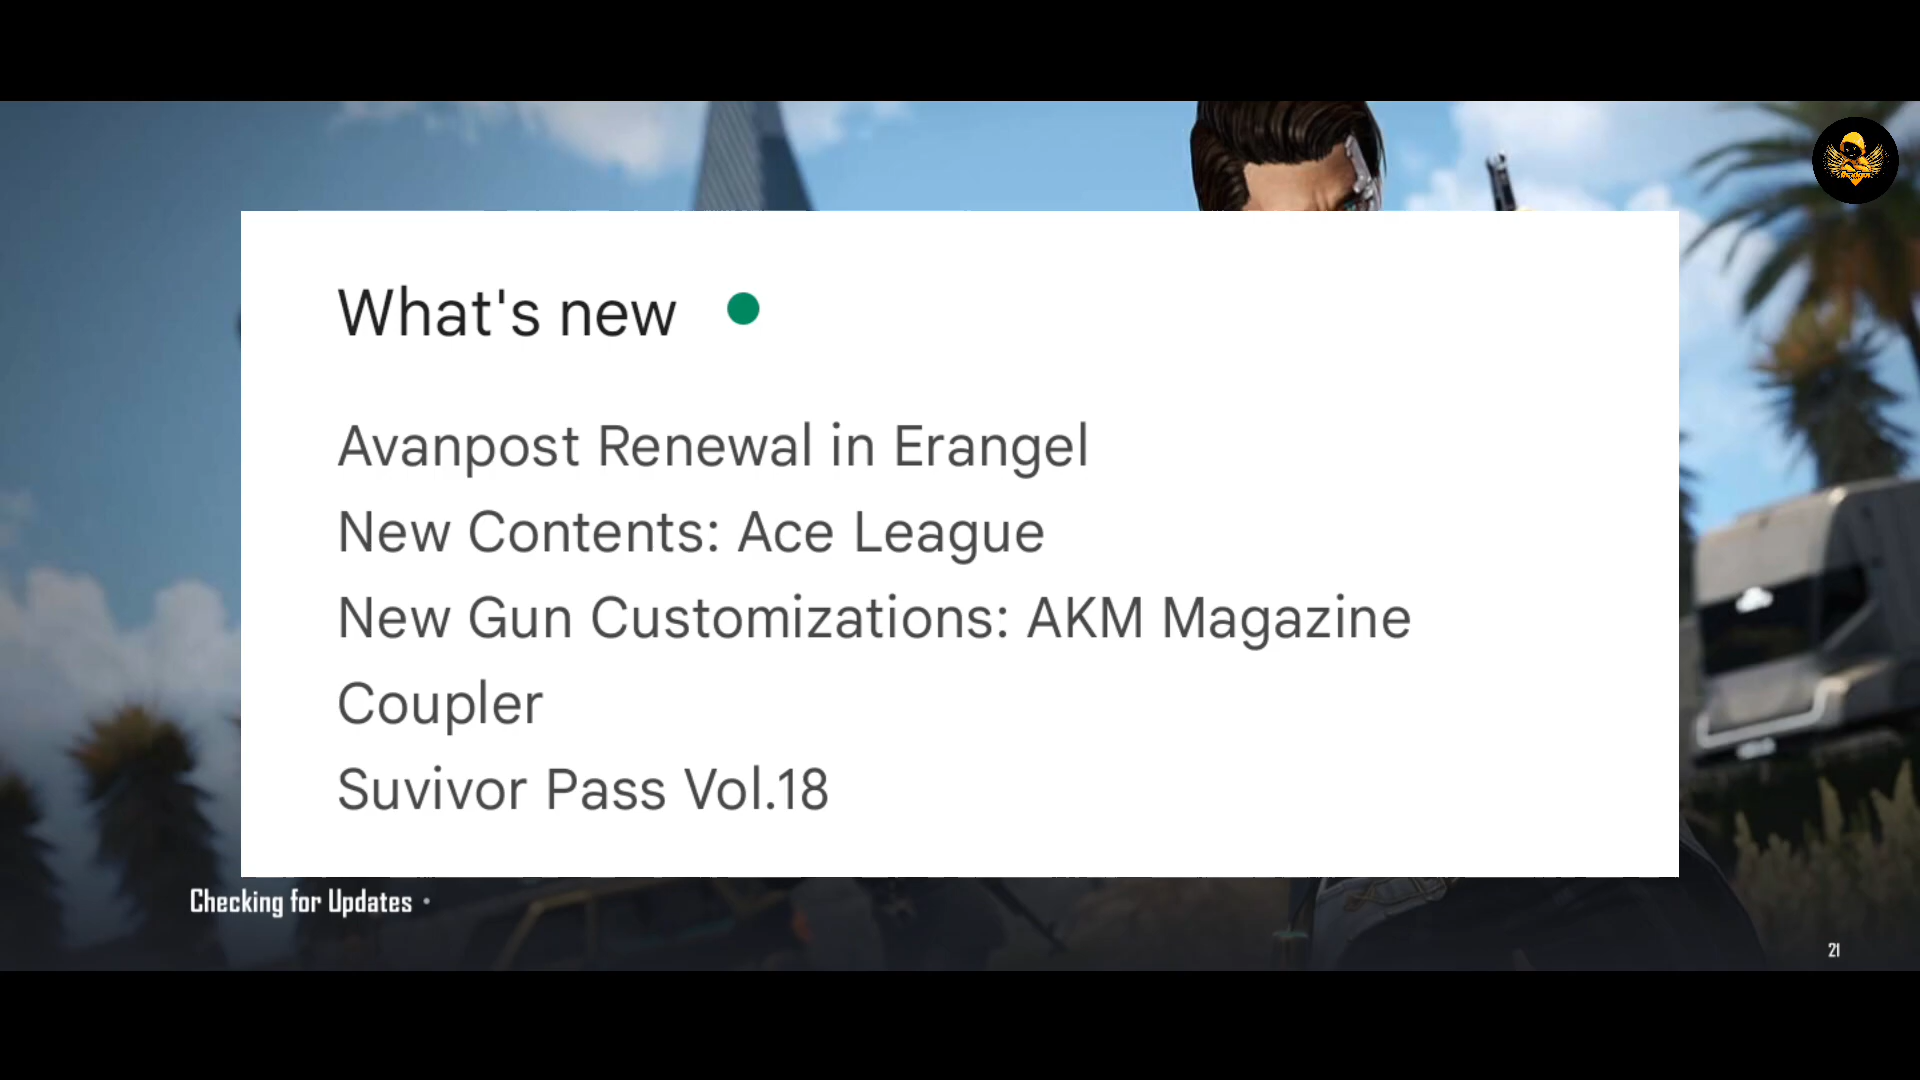 What's new
Avanpost Renewal in Erangel
New Contents: Ace League
New Gun Customizations: AKM Magazine
Coupler
Suvivor Pass Vol.18
Checking for Updates
21